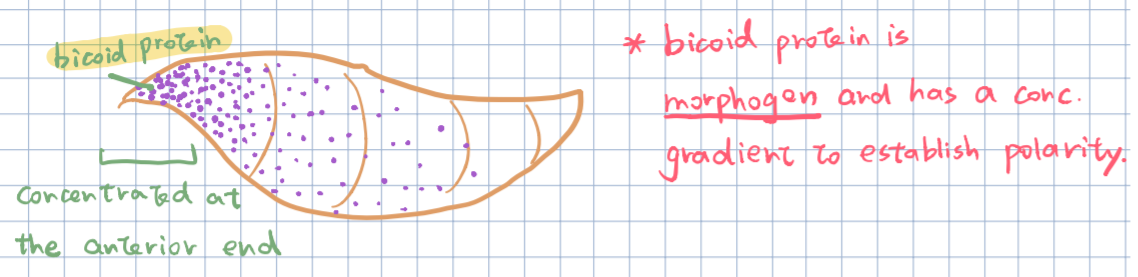 bicoid protein
concentrated at
the anterior end
* bicoid protein is
morphogen and has a conc.
gradient to establish polarity.